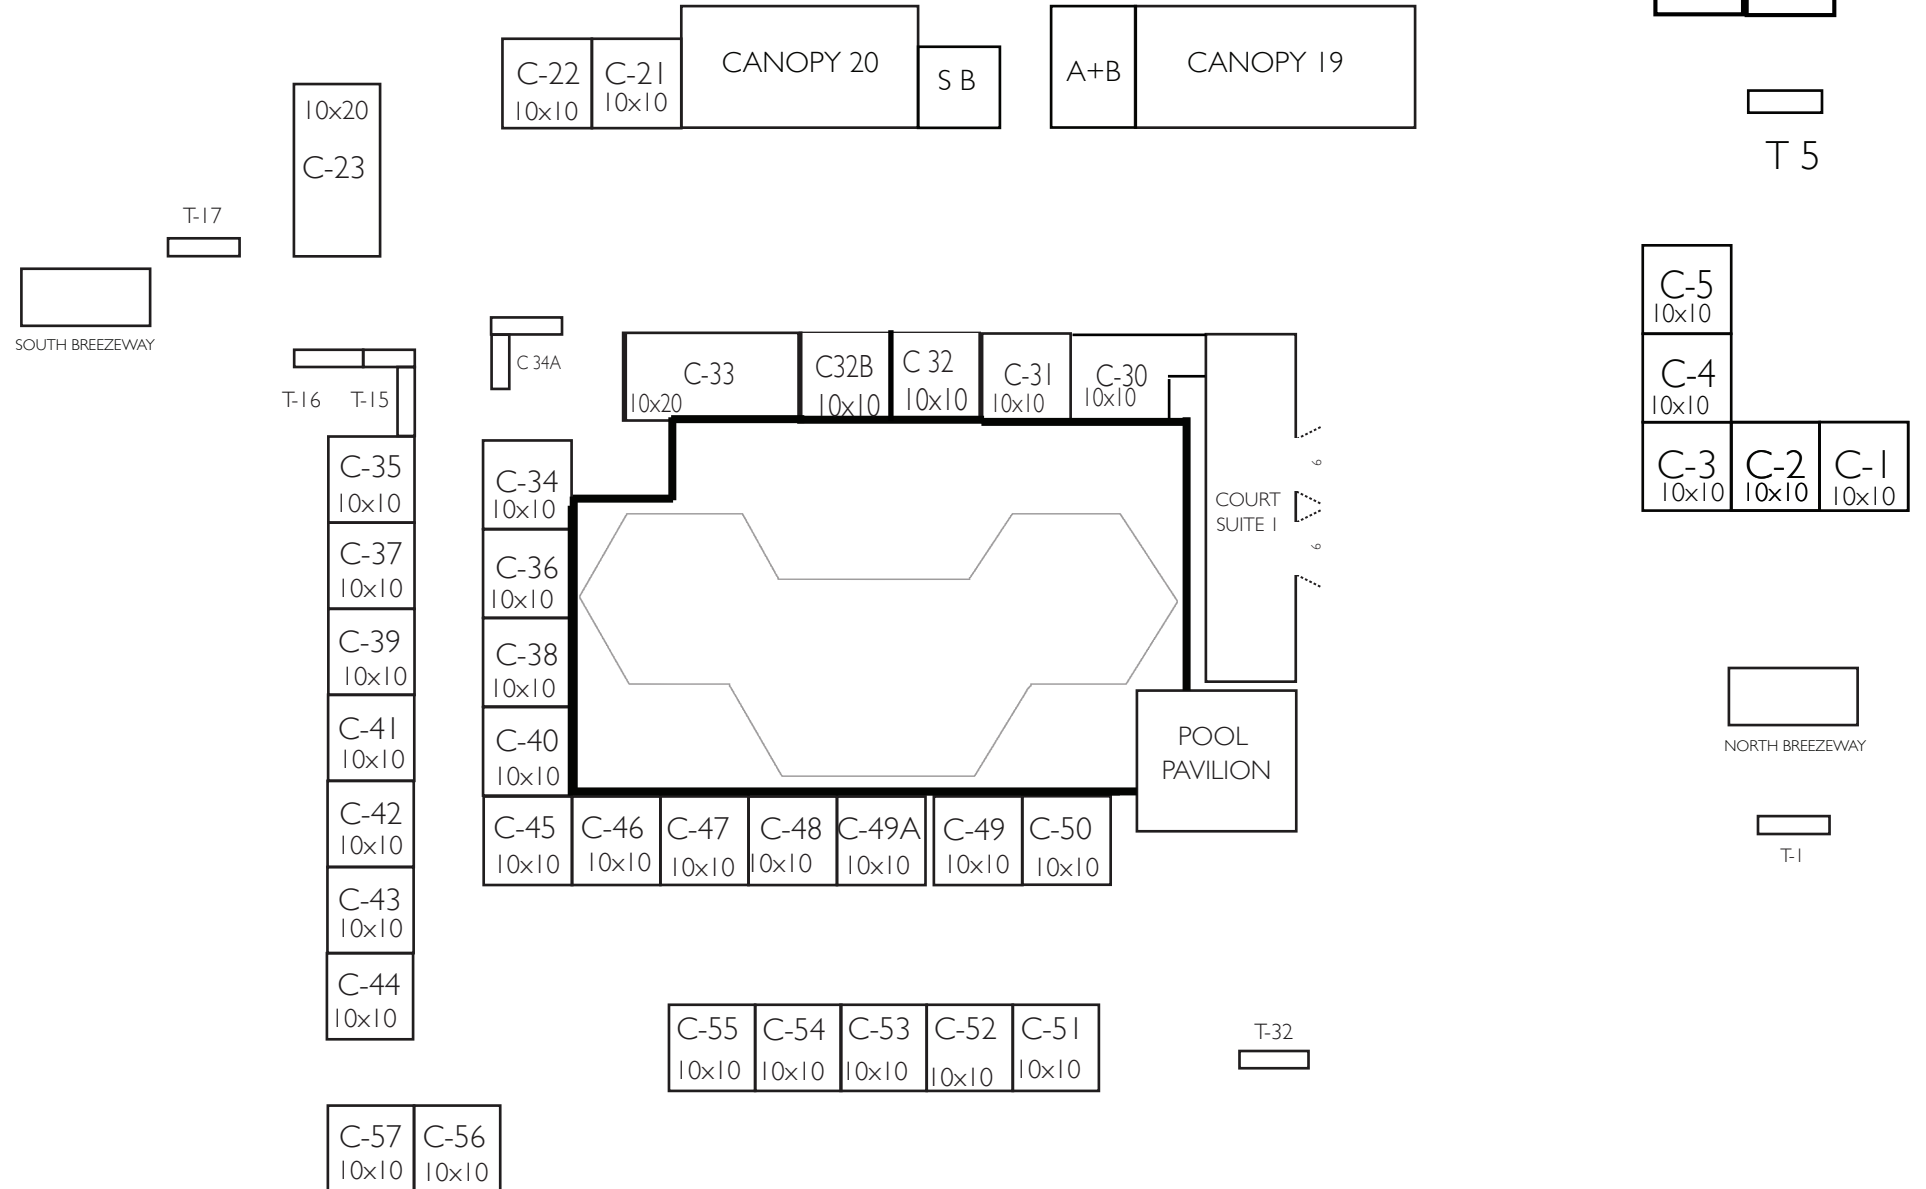 CANOPY 20
CANOPY 19
A+B
S B
C-22
10x10
C-21
10x10
10x20
C-23
T 5
T-17
SOUTH BREEZEWAY
C-5
10x10
C-4
10x10
C-3
10x10
C-2
10x10
C-1
10x10
C 34A
T-16
T-15
C-33
10x20
C32B
10x10
C 32
10x10
C-31
10x10
C-30
10x10
COURT
SUITE 1
9
9
C-35
10x10
C-37
10x10
C-39
10x10
C-41
10x10
C-42
10x10
C-43
10x10
C-44
10x10
C-34
10x10
C-36
10x10
C-38
10x10
C-40
10x10
POOL
PAVILION
NORTH BREEZEWAY
T-1
C-45
10x10
C-46
10x10
C-47
10x10
C-48
10x10
C-49A
10x10
C-49
10x10
C-50
10x10
C-55
10x10
C-54
10x10
C-53
10x10
C-52
10x10
C-51
10x10
T-32
C-57
10x10
C-56
10x10